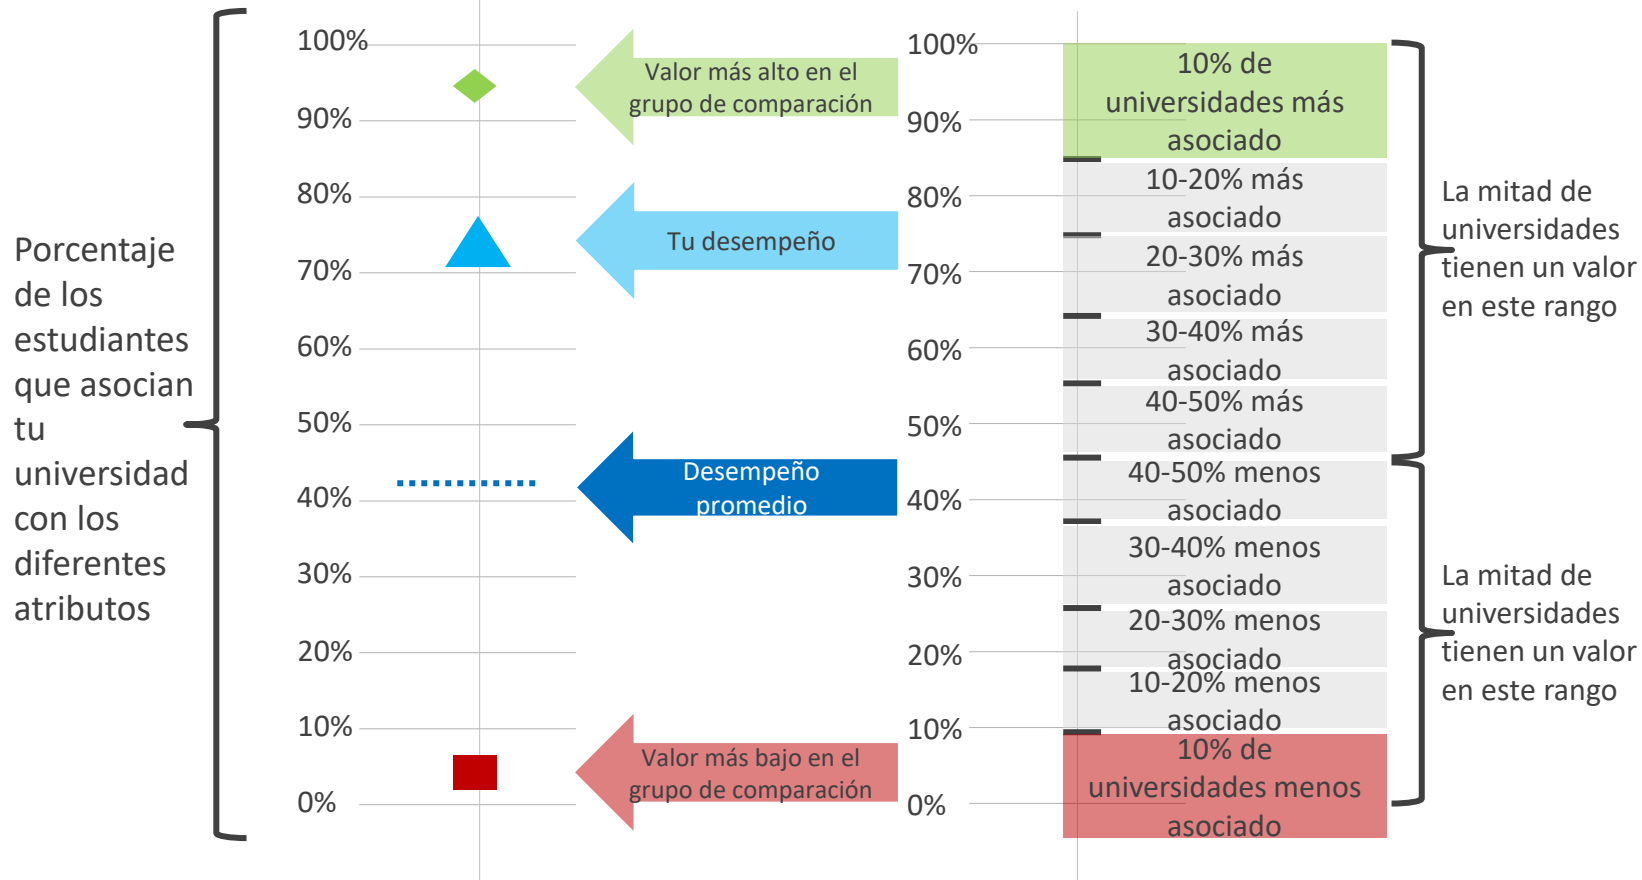 Porcentaje
de los
estudiantes
que asocian
tu
universidad
con los
diferentes
atributos
100%
90%
80%
70%
60%
50%
40%
30%
20%
10%
0%
Valor más alto en el
grupo de comparación
Tu desempeño
Desempeño
promedio
Valor más bajo en el
grupo de comparación
100%
90%
80%
70%
60%
50%
40%
30%
20%
10%
0%
10% de
universidades más
asociado
10-20% más
asociado
20-30% más
asociado
30-40% más
asociado
40-50% más
asociado
40-50% menos
asociado
30-40% menos
asociado
20-30% menos
asociado
10-20% menos
asociado
10% de
universidades menos
asociado
La mitad de
universidades
tienen un valor
en este rango
La mitad de
universidades
tienen un valor
en este rango